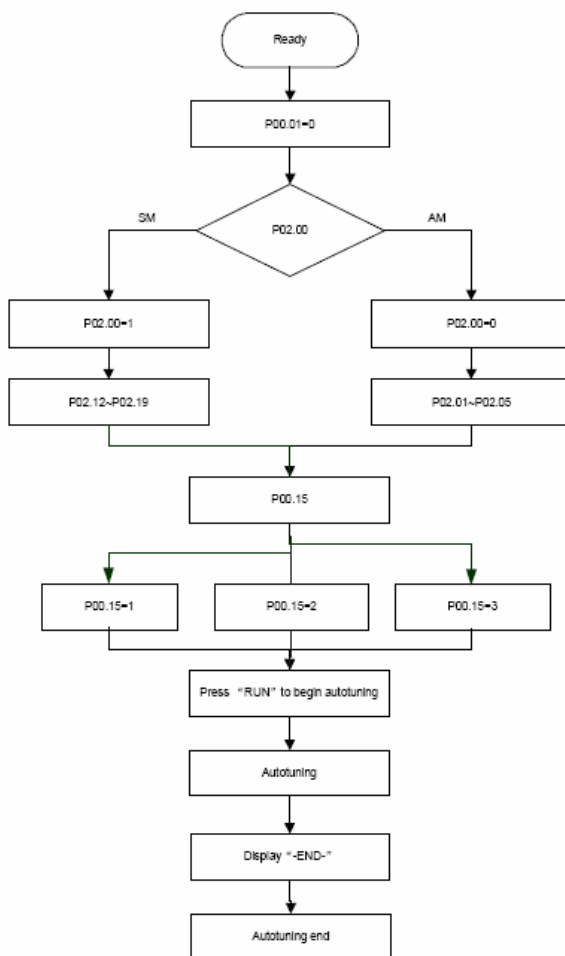 Ready
P00.01=0
P02.00
SM
AM
P02.00=1
P02.00=0
P02.12~P02.19
P02.01~P02.05
P00.15
P00.15=1
P00.15=2
P00.15=3
Press “RUN” to begin autotuning
Autotuning
Display “-END-”
Autotuning end